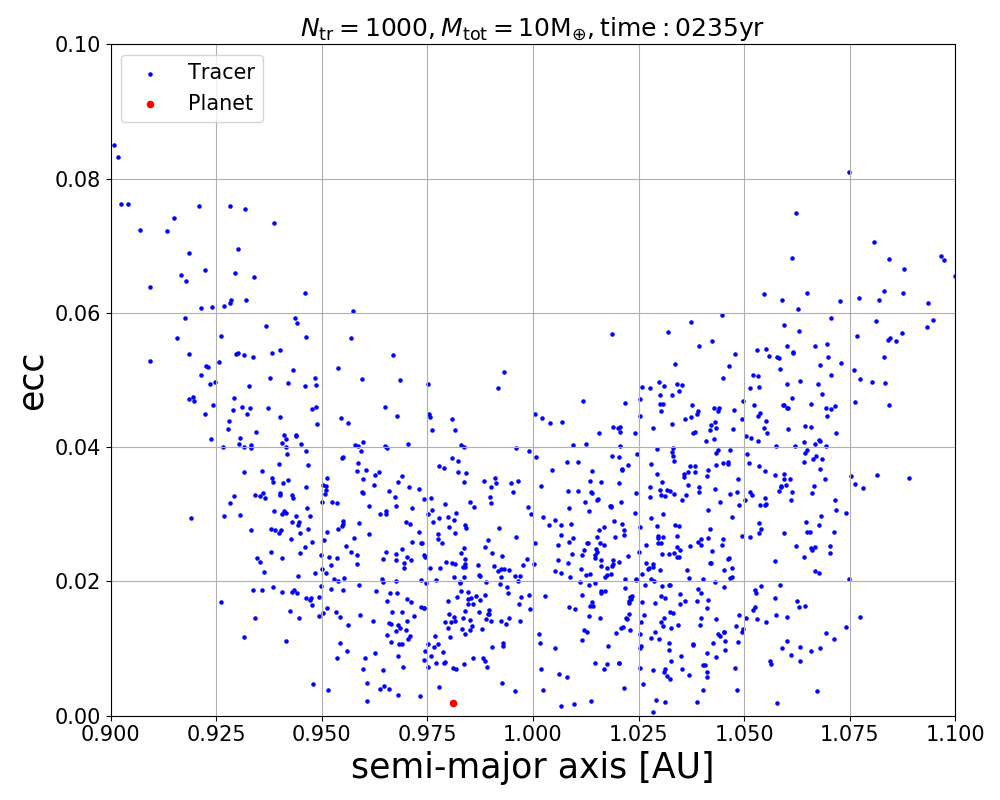 N_tr = 1000, M_tot = 10M_⊕, time : 0235yr
Tracer
Planet
0.10
0.08
0.06
0.04
0.02
0.00
ecc
0.900 0.925 0.950 0.975 1.000 1.025 1.050 1.075 1.100
semi-major axis [AU]